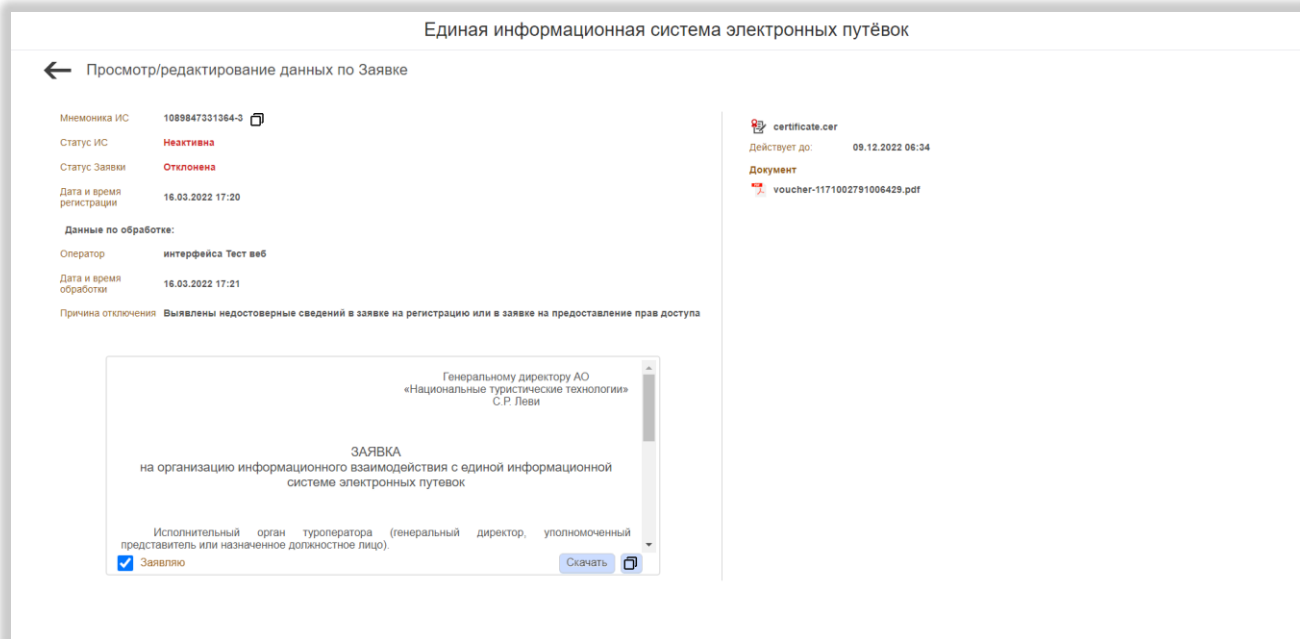 Единая информационная система электронных путёвок
Просмотр/редактирование данных по Заявке
Мнемоника ИС 1089847331364-3
Статус ИС Неактивна
Статус Заявки Отклонена
Дата и время
регистрации 16.03.2022 17:20
Данные по обработке:
Оператор интерфейса Тест веб
Дата и время
обработки 16.03.2022 17:21
Причина отключения Выявлены недостоверные сведений в заявке на регистрацию или в заявке на предоставление прав доступа
Генеральному директору АО
«Национальные туристические технологии»
С.Р. Леви
ЗАЯВКА
на организацию информационного взаимодействия с единой информационной
системе электронных путевок
Исполнительный орган туроператора (генеральный директор, уполномоченный
представитель или назначенное должностное лицо).
Заявляю
Скачать
certificate.cer
Действует до: 09.12.2022 06:34
Документ
voucher-1171002791006429.pdf